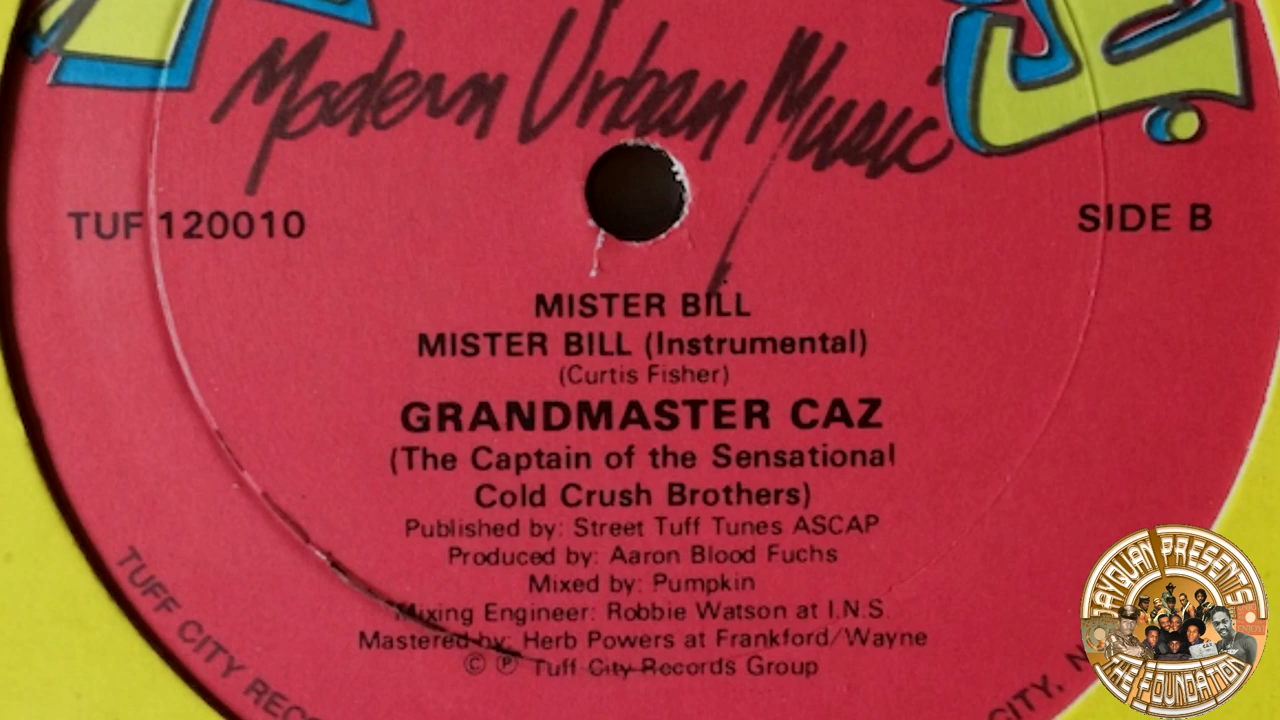 Modern Urban Music
TUF 120010
SIDE B
MISTER BILL
MISTER BILL (Instrumental)
(Curtis Fisher)
GRANDMASTER CAZ
(The Captain of the Sensational
Cold Crush Brothers)
Published by: Street Tuff Tunes ASCAP
Produced by: Aaron Blood Fuchs
Mixed by: Pumpkin
Mixing Engineer: Robbie Watson at I.N.S.
Mastered by: Herb Powers at Frankford/Wayne
© ℗ Tuff City Records Group
TUFF CITY REC
CITY, N
JAYQUAN PRESENTS
THE FOUNDATION